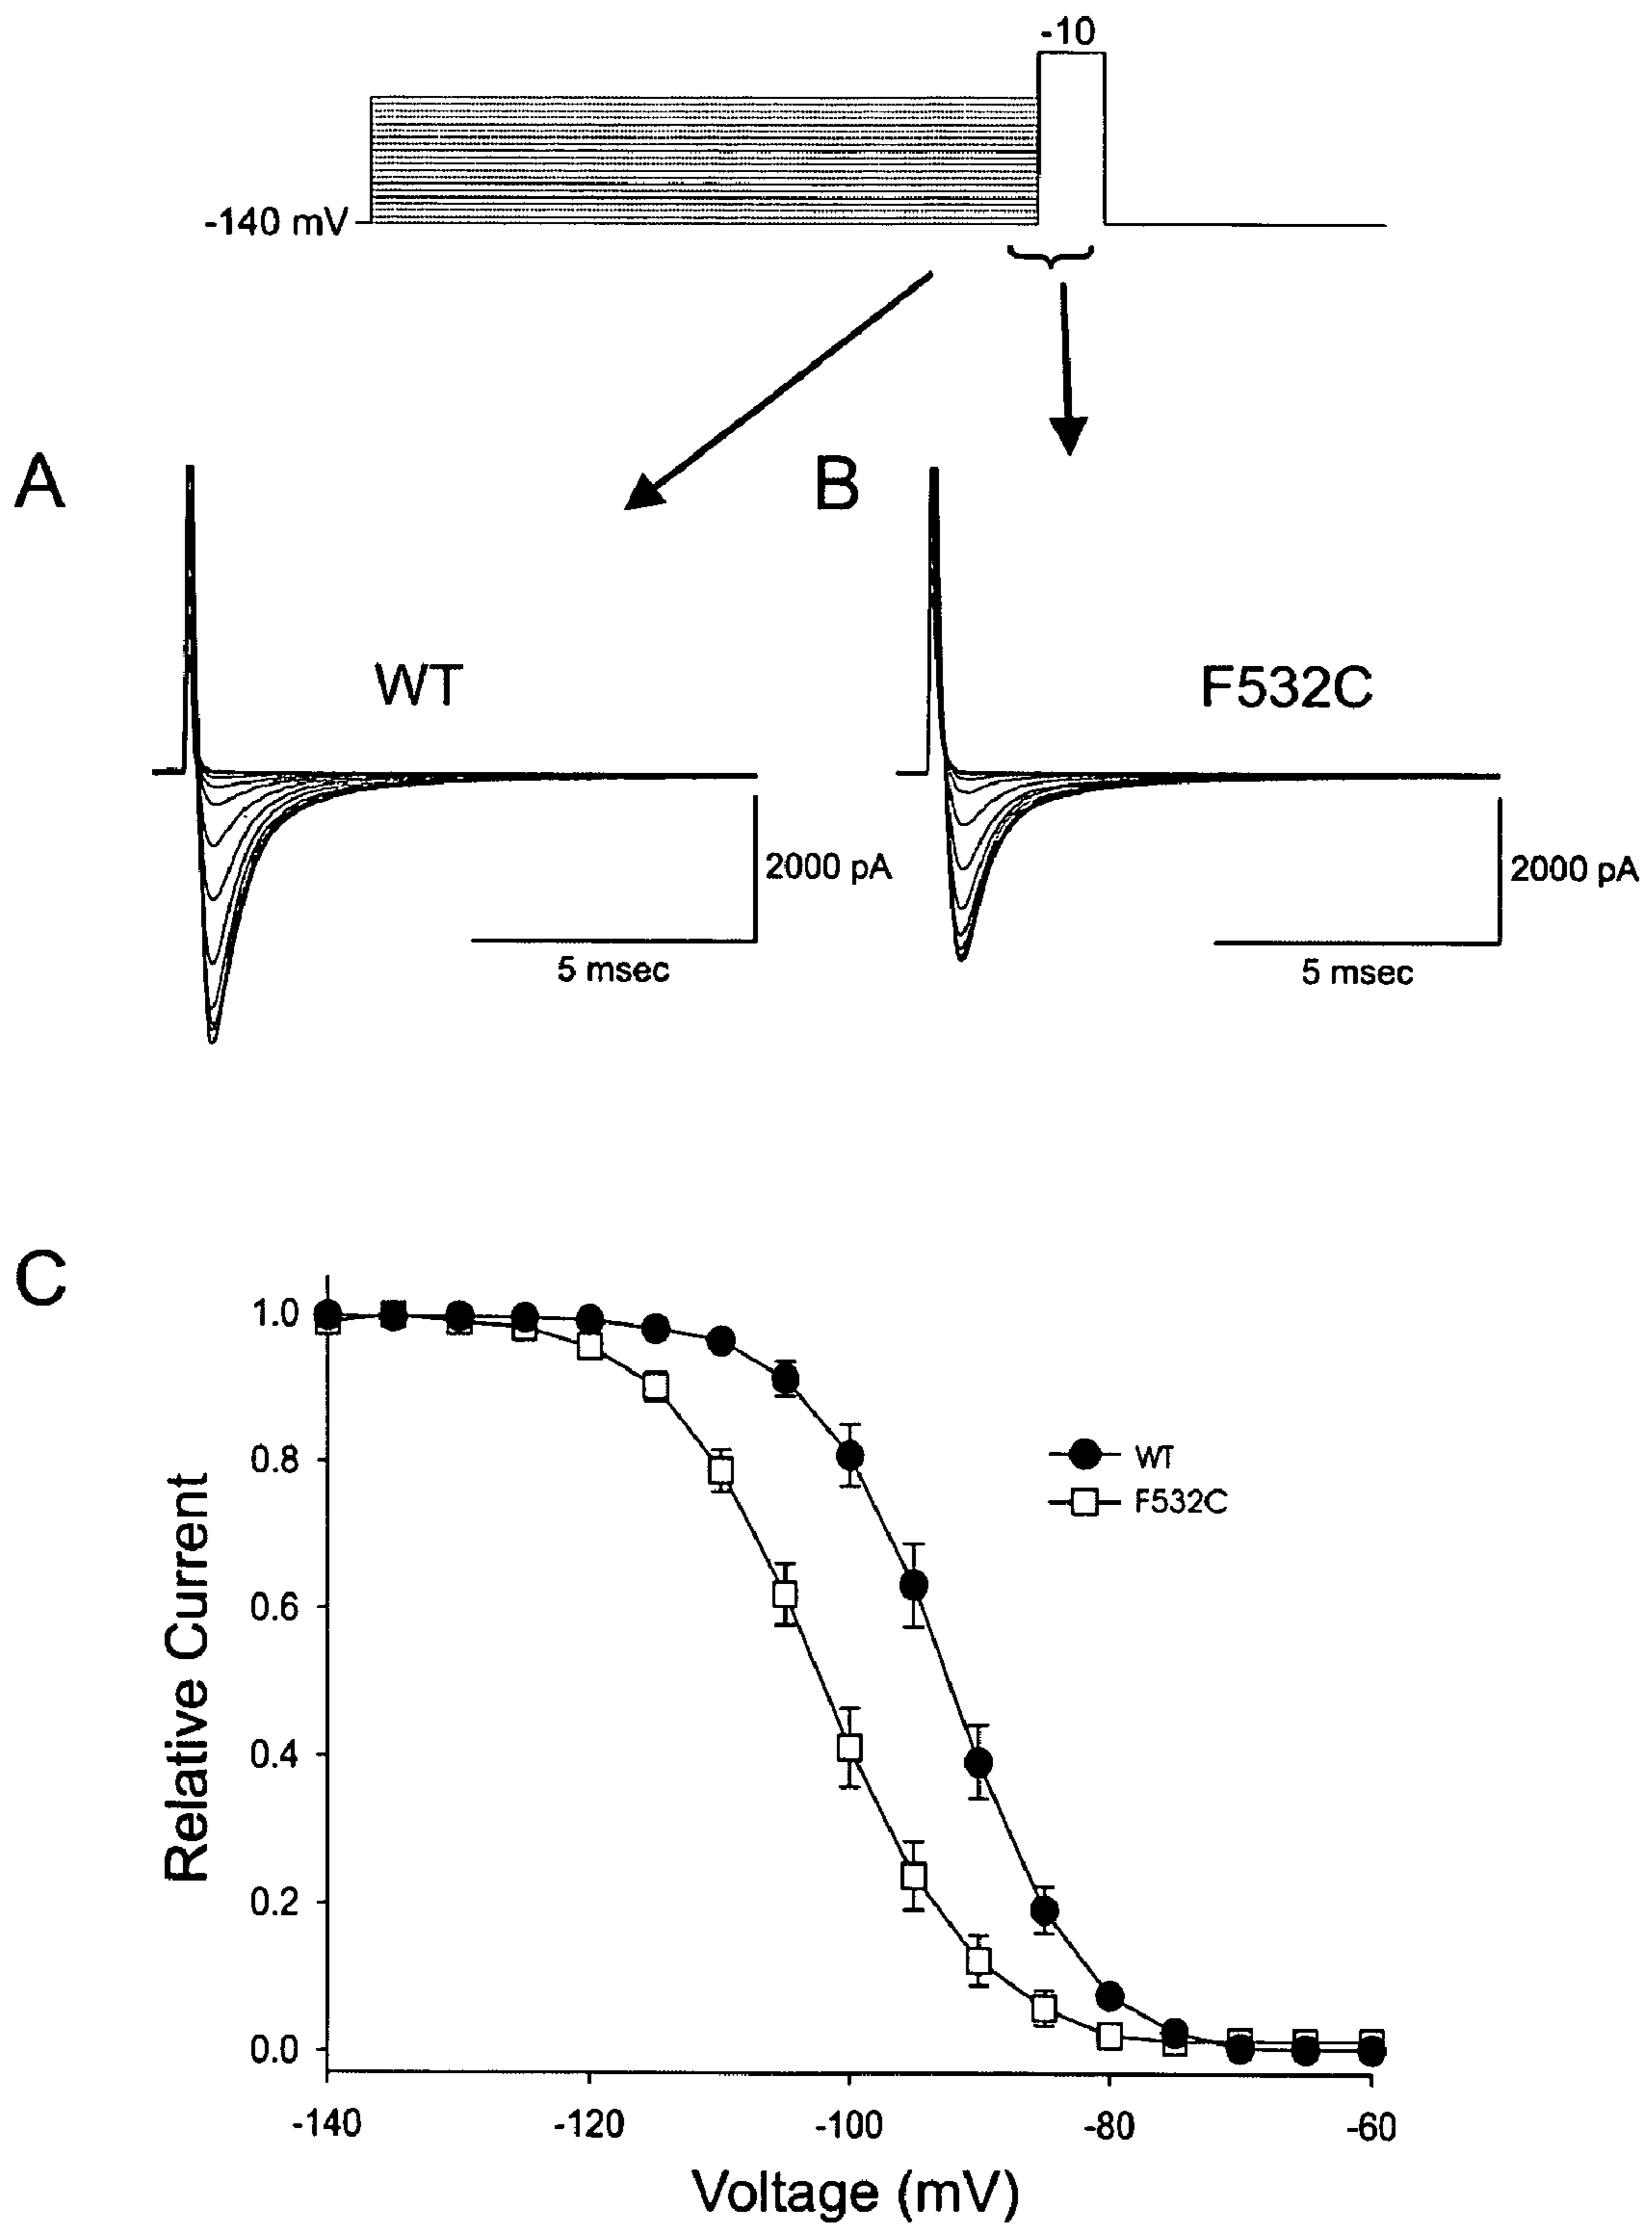 -10
-140 mV
A
B
WT
F532C
2000 pA
2000 pA
5 msec
5 msec
C
1.0
0.8
0.6
0.4
0.2
0.0
Relative Current
WT
F532C
-140
-120
-100
-80
-60
Voltage (mV)